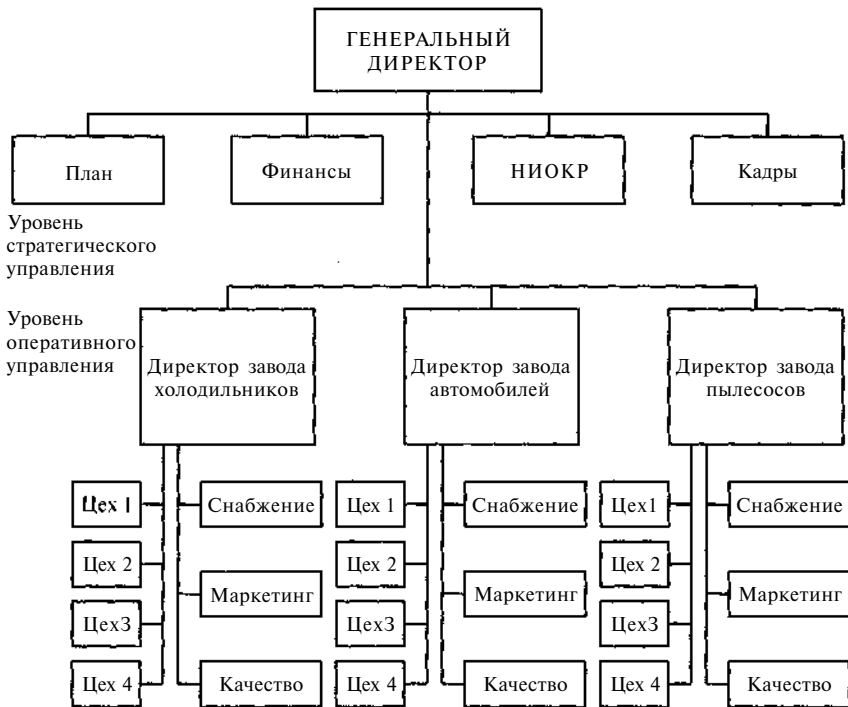 ГЕНЕРАЛЬНЫЙ
ДИРЕКТОР
План
Финансы
НИОКР
Кадры
Уровень
стратегического
управления
Уровень
оперативного
управления
Директор завода
холодильников
Директор завода
автомобилей
Директор завода
пылесосов
Цех 1
Снабжение
Цех 1
Снабжение
Цех1
Снабжение
Цех 2
Маркетинг
Цех 2
Маркетинг
Цех 2
Маркетинг
Цех3
Цех3
Цех3
Цех 4
Качество
Цех 4
Качество
Цех 4
Качество